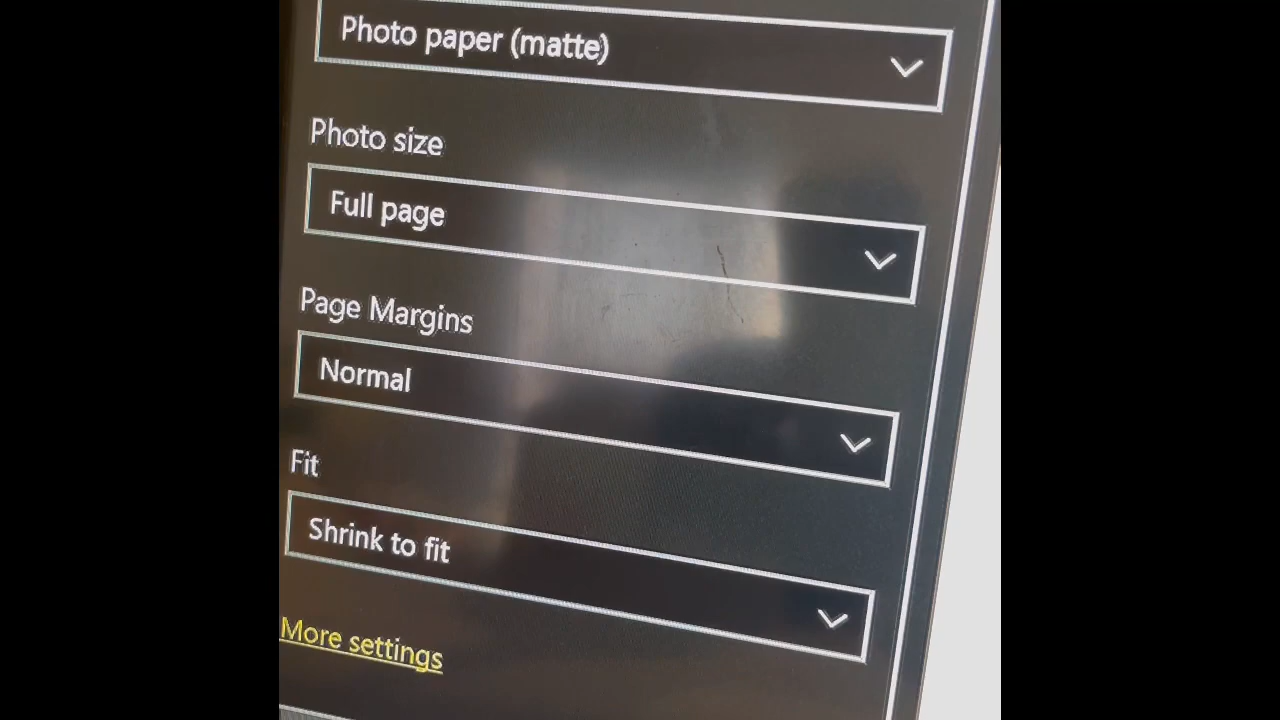 Photo paper (matte)
Photo size
Full page
Page Margins
Normal
Fit
Shrink to fit
More settings